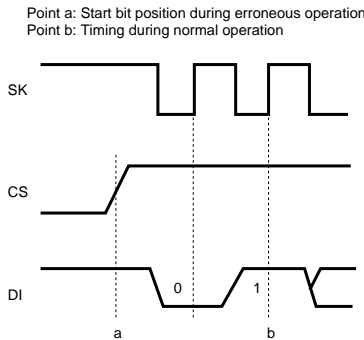 Point a: Start bit position during erroneous operation
Point b: Timing during normal operation
SK
CS
DI
0
1
a
b